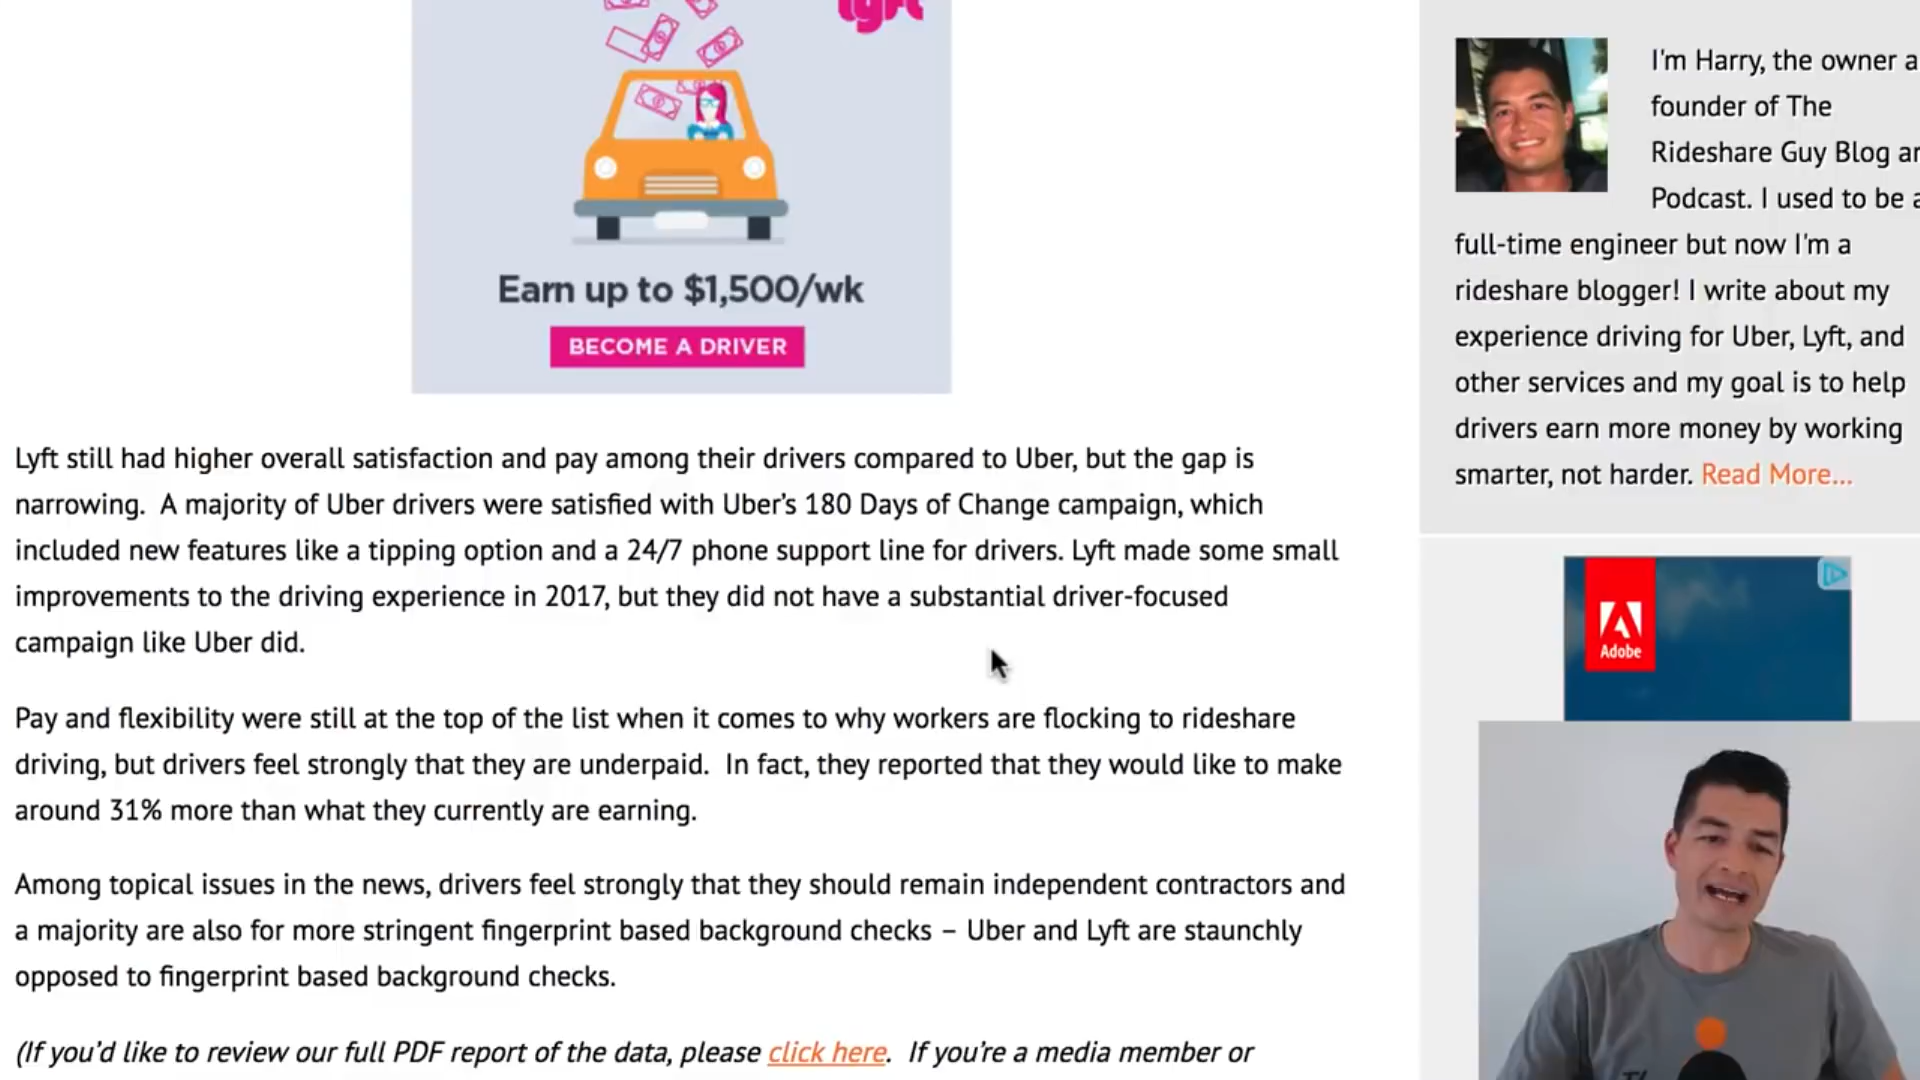 lyft
Earn up to $1,500/wk
BECOME A DRIVER
Lyft still had higher overall satisfaction and pay among their drivers compared to Uber, but the gap is
narrowing.  A majority of Uber drivers were satisfied with Uber’s 180 Days of Change campaign, which
included new features like a tipping option and a 24/7 phone support line for drivers. Lyft made some small
improvements to the driving experience in 2017, but they did not have a substantial driver-focused
campaign like Uber did.
Pay and flexibility were still at the top of the list when it comes to why workers are flocking to rideshare
driving, but drivers feel strongly that they are underpaid.  In fact, they reported that they would like to make
around 31% more than what they currently are earning.
Among topical issues in the news, drivers feel strongly that they should remain independent contractors and
a majority are also for more stringent fingerprint based background checks – Uber and Lyft are staunchly
opposed to fingerprint based background checks.
(If you’d like to review our full PDF report of the data, please click here.  If you’re a media member or
I'm Harry, the owner a
founder of The
Rideshare Guy Blog an
Podcast. I used to be a
full-time engineer but now I'm a
rideshare blogger! I write about my
experience driving for Uber, Lyft, and
other services and my goal is to help
drivers earn more money by working
smarter, not harder. Read More...
Adobe